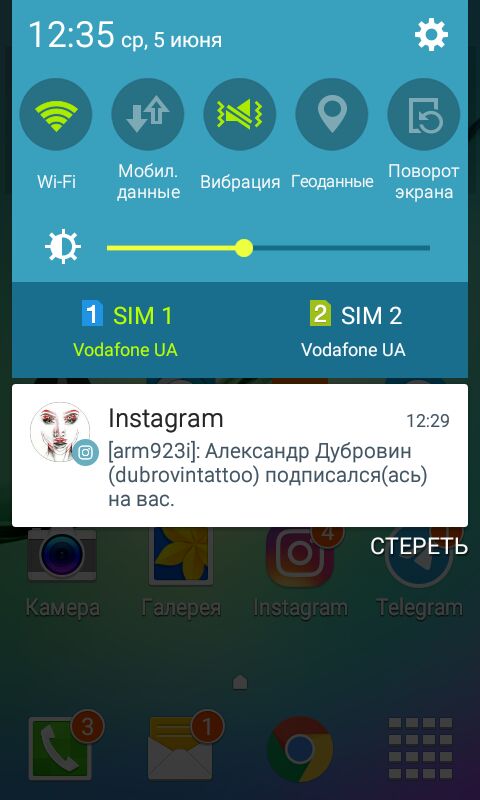 12:35 ср, 5 июня
Wi-Fi
Мобил.
данные
Вибрация
Геоданные
Поворот
экрана
1 SIM 1
Vodafone UA
2 SIM 2
Vodafone UA
Instagram 12:29
[arm923i]: Александр Дубровин
(dubrovintattoo) подписался(ась)
на вас.
СТЕРЕТЬ
4
1
Камера
Галерея
Instagram
Telegram
3
1